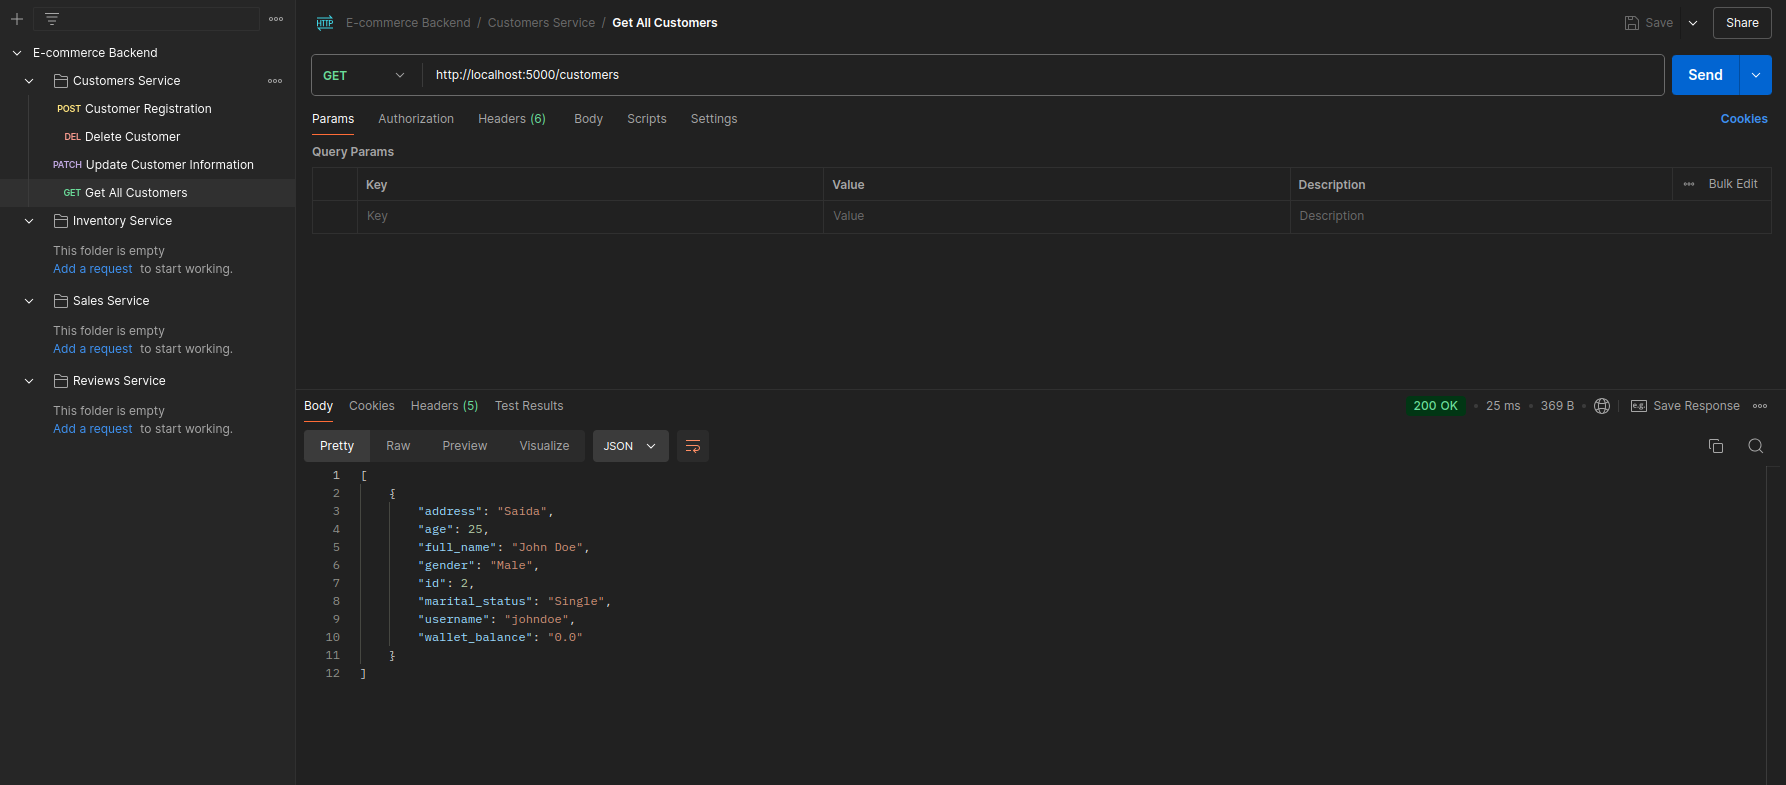 E-commerce Backend
Customers Service
POST Customer Registration
DEL Delete Customer
PATCH Update Customer Information
GET Get All Customers
Inventory Service
This folder is empty
Add a request to start working.
Sales Service
This folder is empty
Add a request to start working.
Reviews Service
This folder is empty
Add a request to start working.
HTTP E-commerce Backend / Customers Service / Get All Customers
Save
Share
GET http://localhost:5000/customers
Send
Params Authorization Headers (6) Body Scripts Settings Cookies
Query Params
Key Value Description Bulk Edit
Key Value Description
Body Cookies Headers (5) Test Results 200 OK 25 ms 369 B e.g. Save Response
Pretty Raw Preview Visualize JSON
1 [
2 {
3 "address": "Saida",
4 "age": 25,
5 "full_name": "John Doe",
6 "gender": "Male",
7 "id": 2,
8 "marital_status": "Single",
9 "username": "johndoe",
10 "wallet_balance": "0.0"
11 }
12 ]